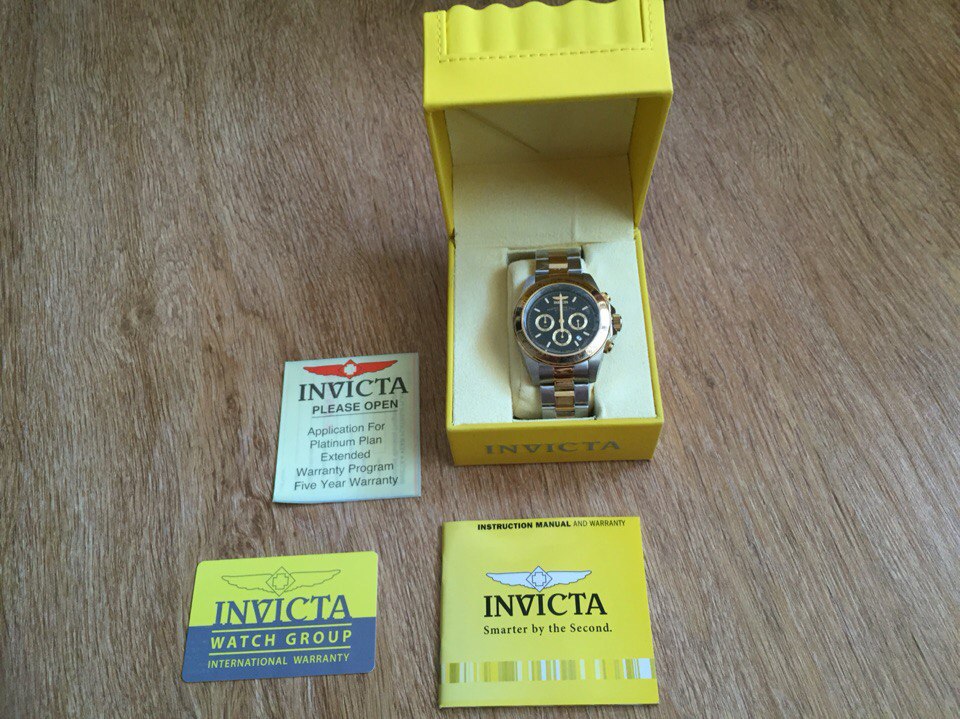 INVICTA
INVICTA
PLEASE OPEN
Application For
Platinum Plan
Extended
Warranty Program
Five Year Warranty
INSTRUCTION MANUAL AND WARRANTY
INVICTA
Smarter by the Second.
INVICTA
WATCH GROUP
INTERNATIONAL WARRANTY